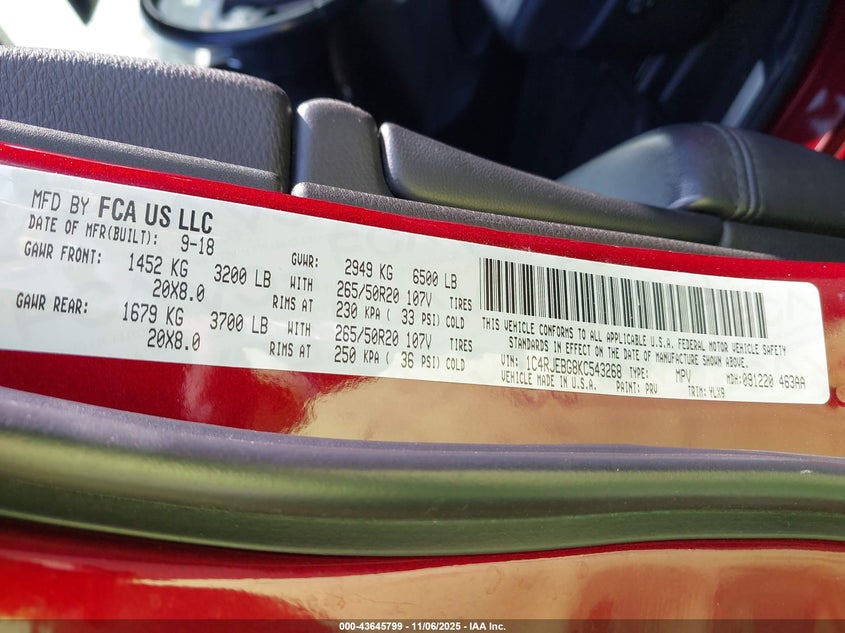 MFD BY FCA US LLC
DATE OF MFR(BUILT): 9-18
GVWR: 2949 KG 6500 LB
GAWR FRONT: 1452 KG 3200 LB WITH 265/50R20 107V TIRES
20X8.0 RIMS AT 230 KPA ( 33 PSI) COLD
GAWR REAR: 1679 KG 3700 LB WITH 265/50R20 107V TIRES
20X8.0 RIMS AT 250 KPA ( 36 PSI) COLD
THIS VEHICLE CONFORMS TO ALL APPLICABLE U.S.A. FEDERAL MOTOR VEHICLE SAFETY
STANDARDS IN EFFECT ON THE DATE OF MANUFACTURE SHOWN ABOVE.
VIN: 1C4RJEBG8KC543268 TYPE: MPV MDH: 091220 463AA
VEHICLE MADE IN U.S.A. PAINT: PRV TRIM: YLX9
000-43645799 - 11/06/2025 - IAA Inc.